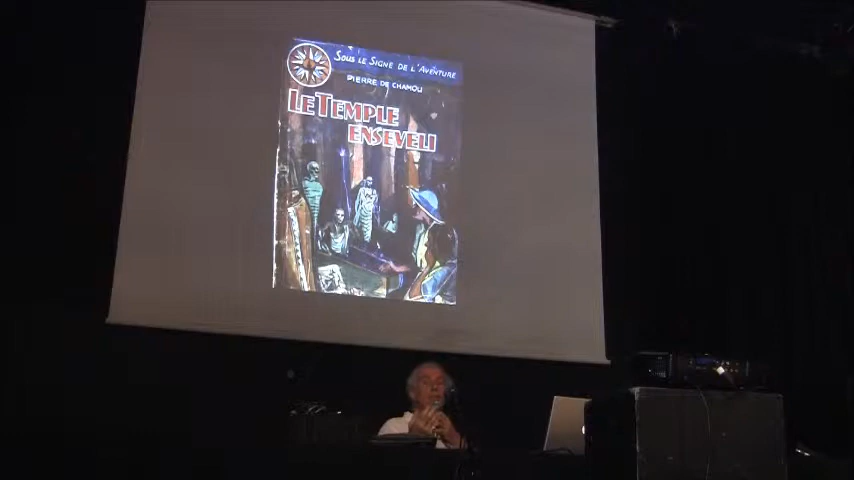 SOUS LE SIGNE DE L'AVENTURE
PIERRE DE CHAMOU
LE TEMPLE
ENSEVELI